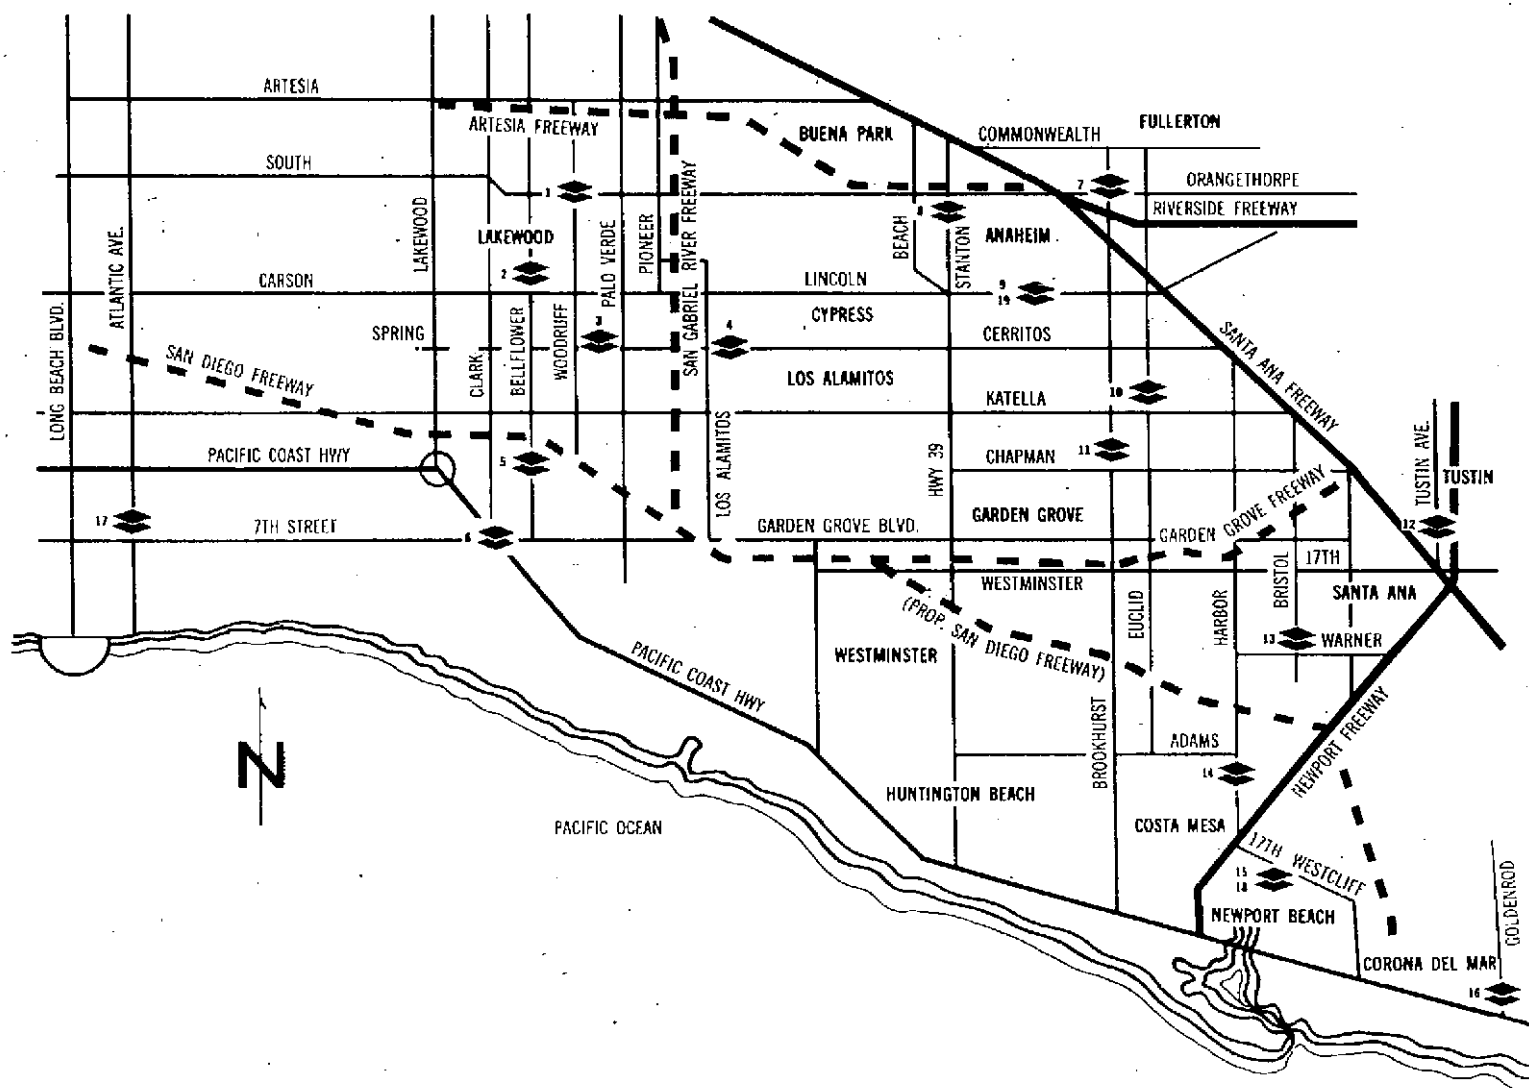 ARTESIA
ARTESIA FREEWAY
BUENA PARK
COMMONWEALTH
FULLERTON
SOUTH
1
7
ORANGETHORPE
RIVERSIDE FREEWAY
LAKEWOOD
LAKEWOOD
PALO VERDE
PIONEER
SAN GABRIEL RIVER FREEWAY
BEACH
8
STANTON
ANAHEIM
ATLANTIC AVE.
2
CARSON
LINCOLN
9
19
CYPRESS
LONG BEACH BLVD.
SPRING
CLARK
BELLFLOWER
WOODRUFF
3
4
CERRITOS
SANTA ANA FREEWAY
SAN DIEGO FREEWAY
LOS ALAMITOS
KATELLA
10
PACIFIC COAST HWY
5
LOS ALAMITOS
HWY 39
CHAPMAN
11
TUSTIN AVE.
TUSTIN
17
7TH STREET
6
GARDEN GROVE BLVD.
GARDEN GROVE
GARDEN GROVE FREEWAY
12
WESTMINSTER
17TH
EUCLID
HARBOR
BRISTOL
SANTA ANA
(PROP. SAN DIEGO FREEWAY)
WESTMINSTER
13
WARNER
PACIFIC COAST HWY
BROOKHURST
ADAMS
NEWPORT FREEWAY
14
N
HUNTINGTON BEACH
COSTA MESA
PACIFIC OCEAN
17TH WESTCLIFF
15
18
NEWPORT BEACH
GOLDENROD
CORONA DEL MAR
16